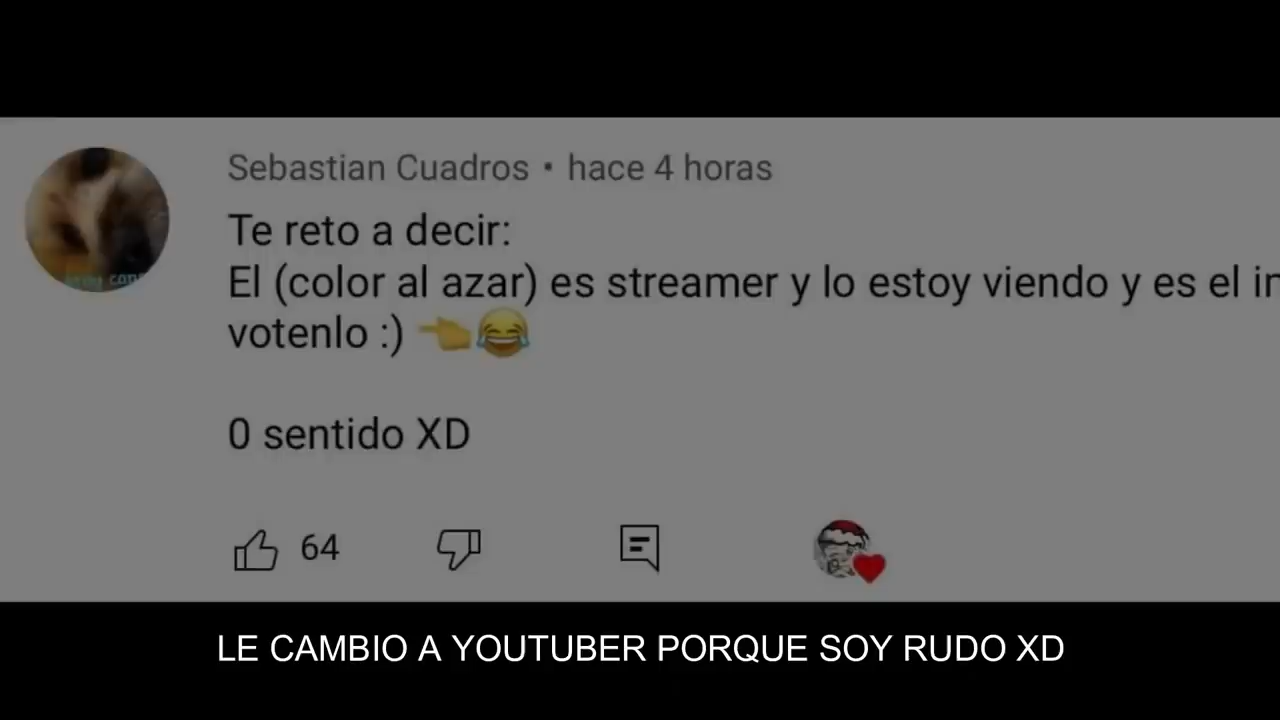 Sebastian Cuadros • hace 4 horas
Te reto a decir:
El (color al azar) es streamer y lo estoy viendo y es el
votenlo :) 👈😂
0 sentido XD
64
LE CAMBIO A YOUTUBER PORQUE SOY RUDO XD